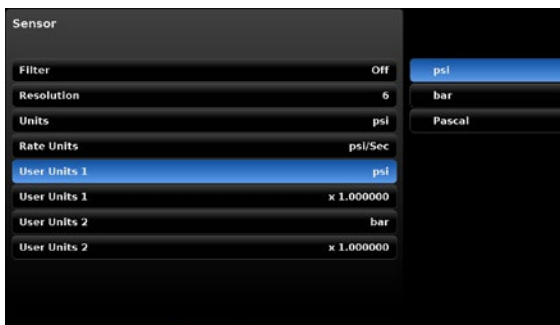 Sensor
Filter Off
Resolution 6
Units psi
Rate Units psi/Sec
User Units 1 psi
User Units 1 x 1.000000
User Units 2 bar
User Units 2 x 1.000000
psi
bar
Pascal